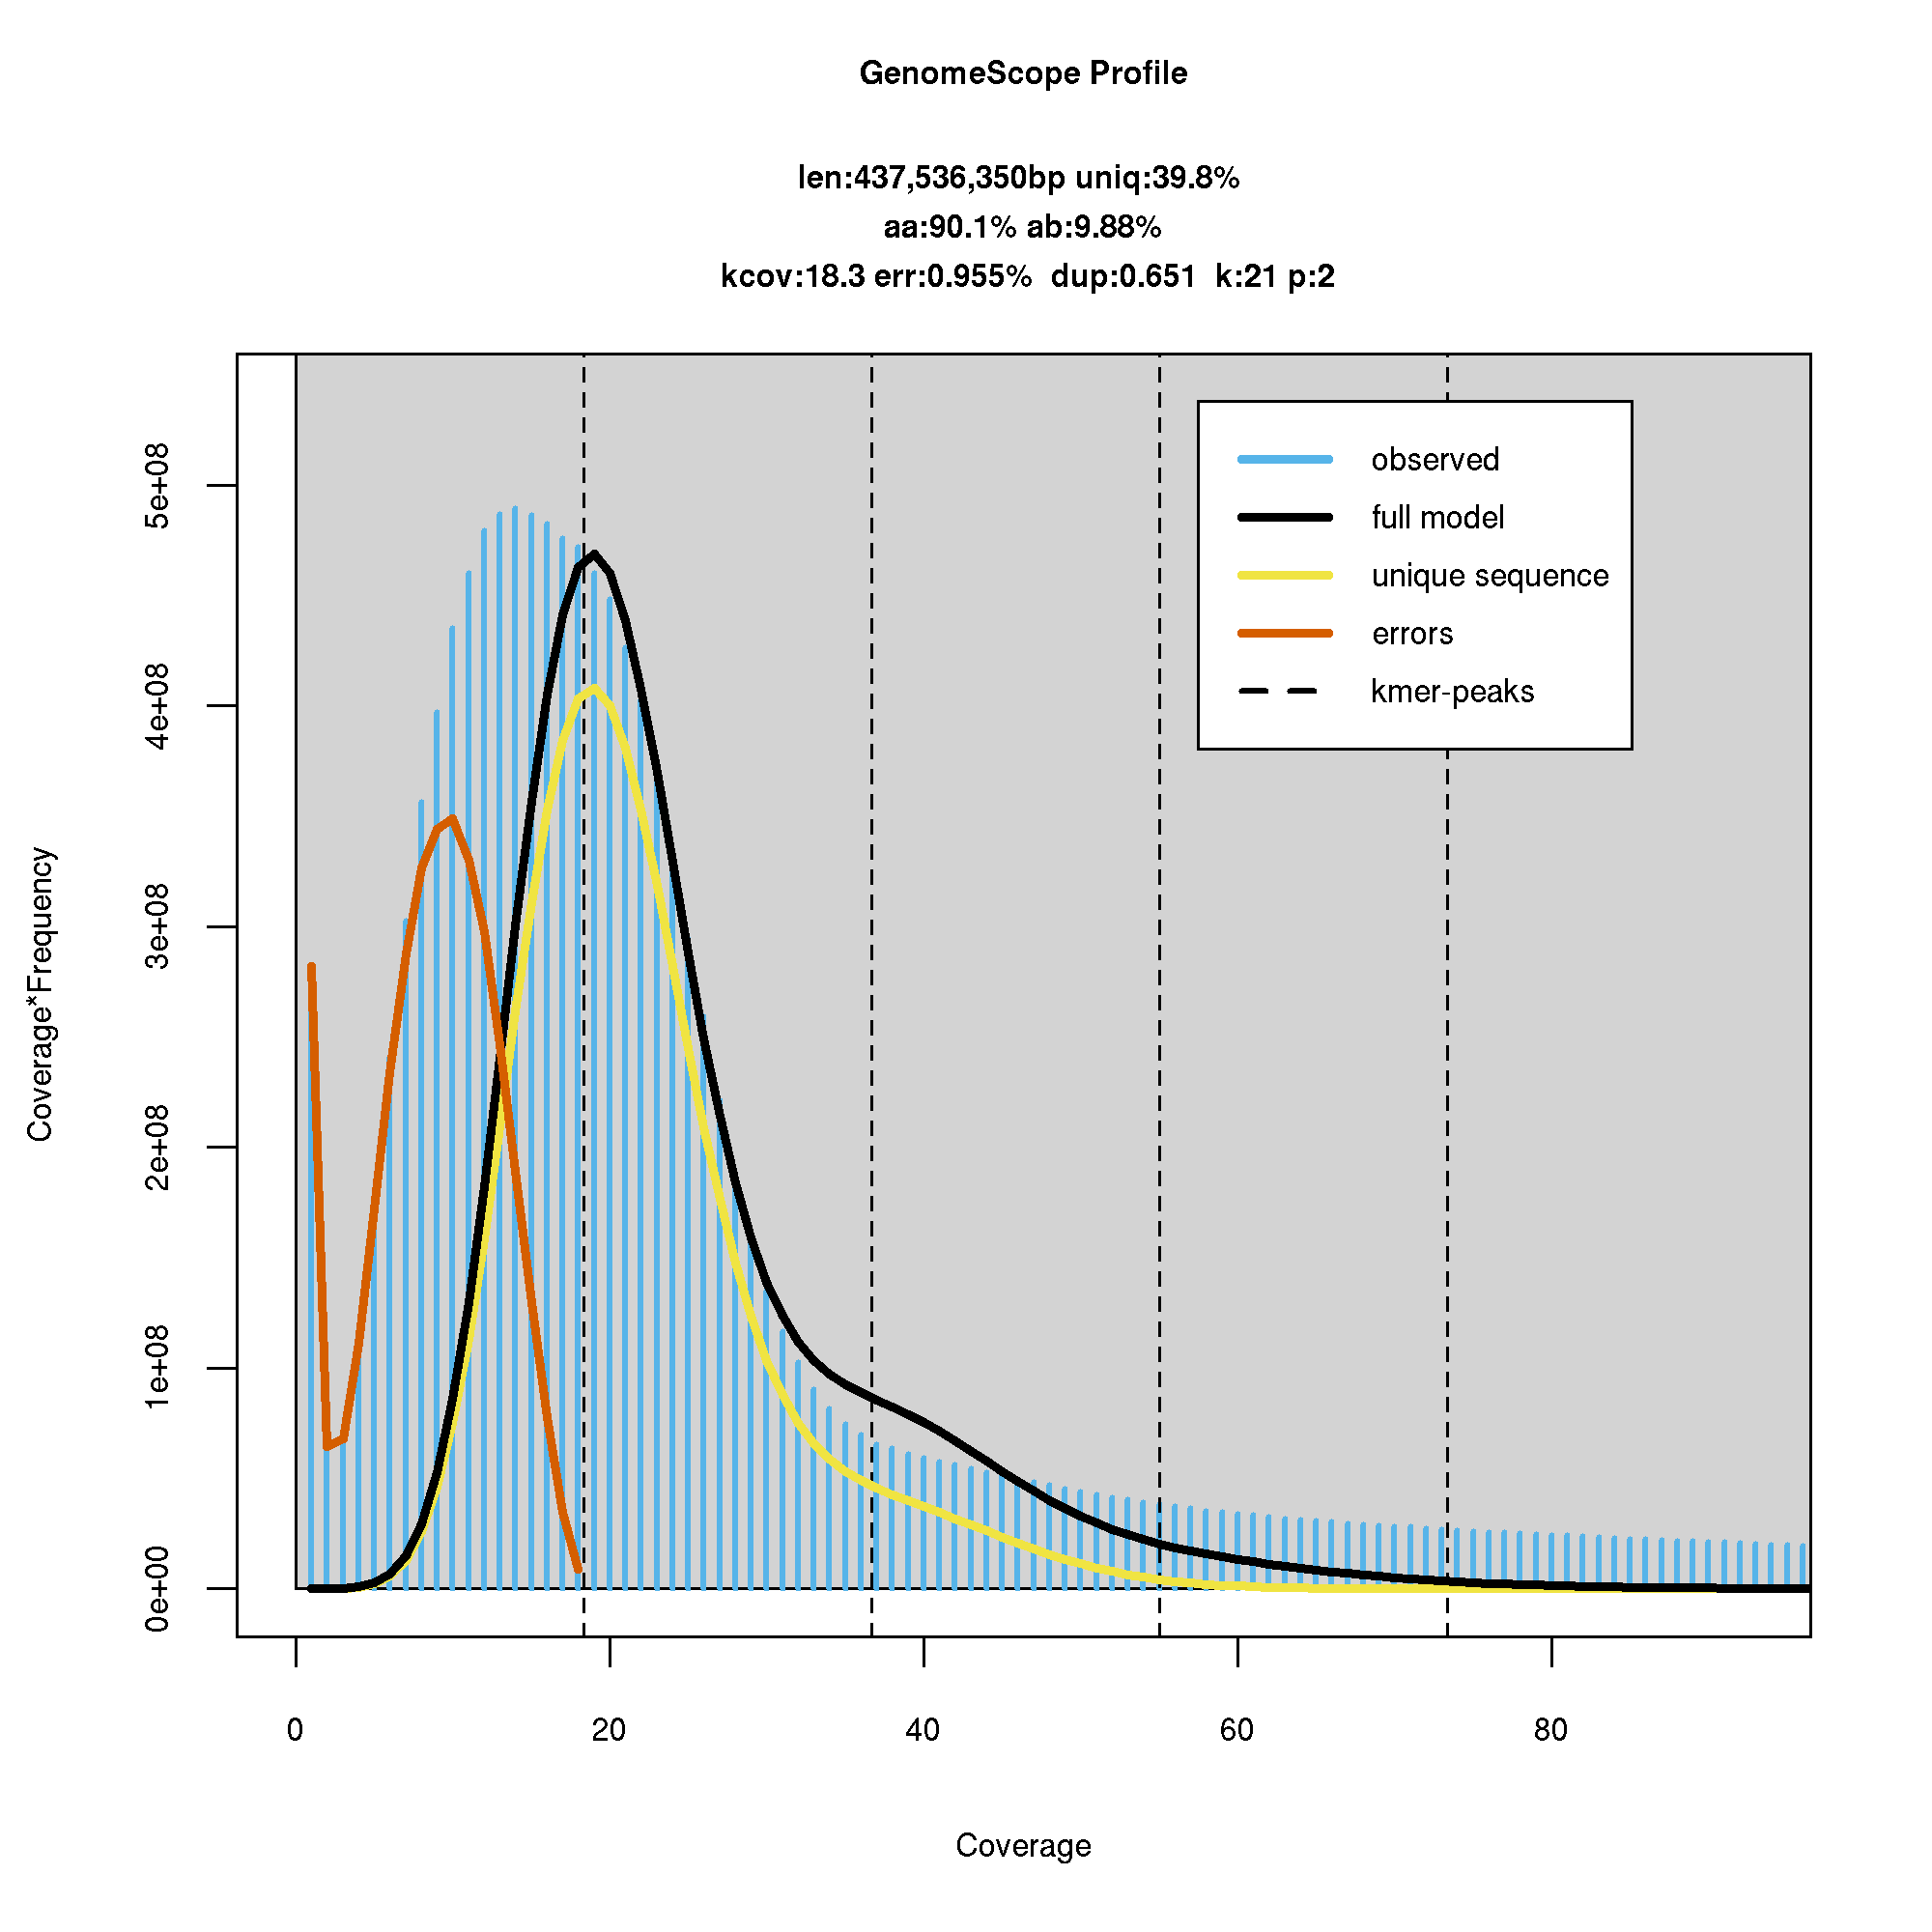 GenomeScope Profile
len:437,536,350bp uniq:39.8%
aa:90.1% ab:9.88%
kcov:18.3 err:0.955% dup:0.651 k:21 p:2
observed
full model
unique sequence
errors
kmer-peaks
Coverage*Frequency
5e+08
4e+08
3e+08
2e+08
1e+08
0e+00
0 20 40 60 80
Coverage